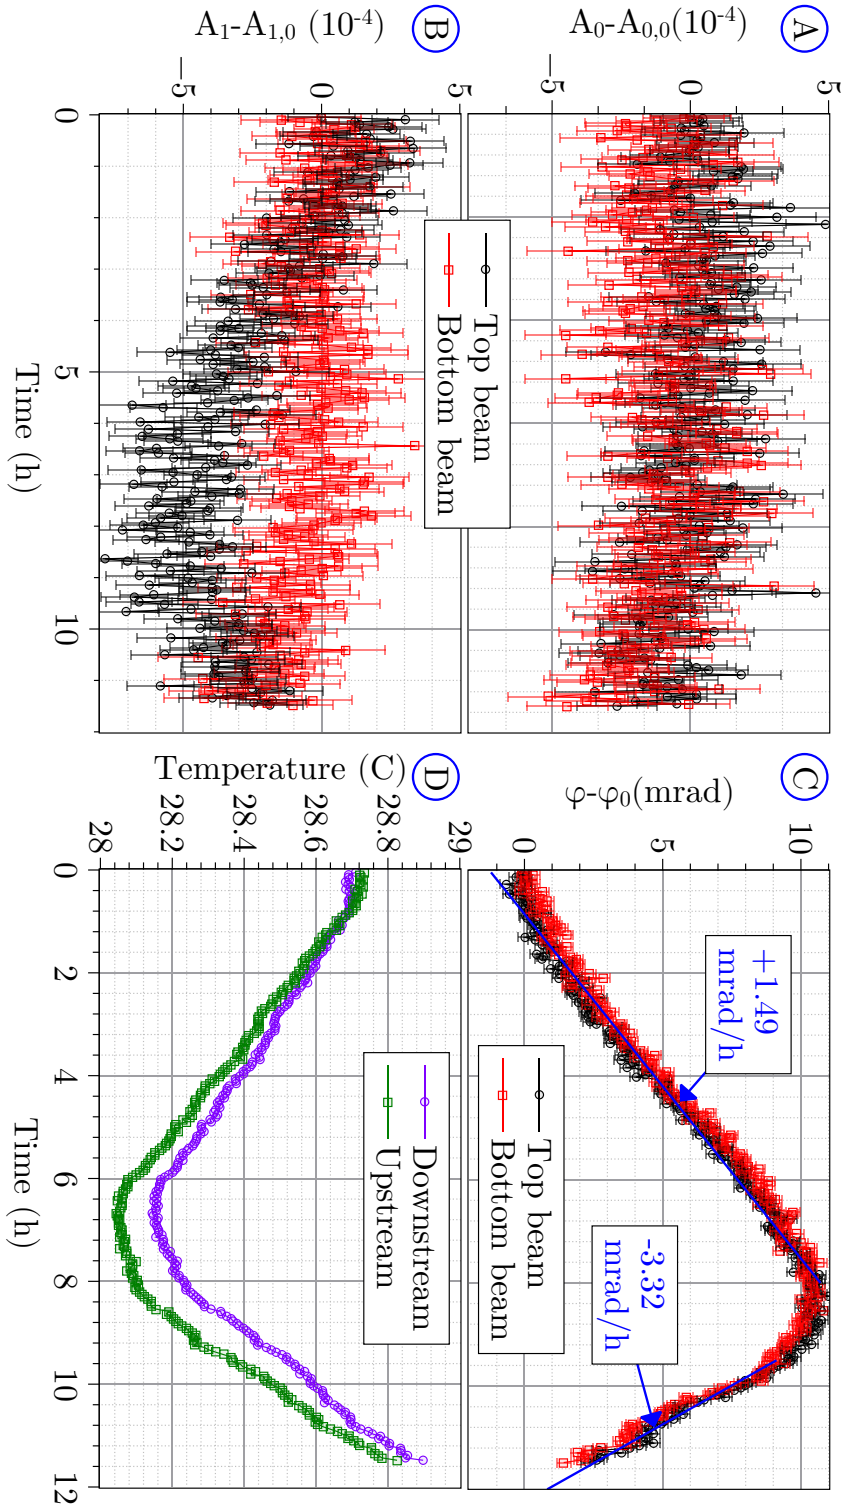 A
A₀-A₀,₀(10⁻⁴)
5
0
−5
B
A₁-A₁,₀ (10⁻⁴)
5
0
−5
Top beam
Bottom beam
0
5
10
Time (h)
C
φ-φ₀(mrad)
10
5
0
+1.49
mrad/h
-3.32
mrad/h
Top beam
Bottom beam
D
Temperature (C)
29
28.8
28.6
28.4
28.2
28
Downstream
Upstream
0
2
4
6
8
10
12
Time (h)